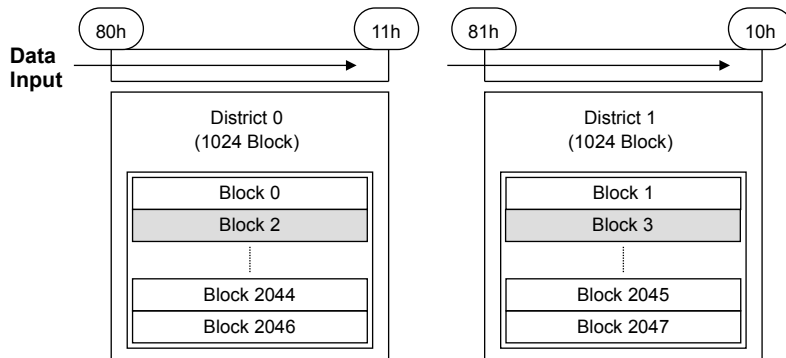 80h
11h
81h
10h
Data
Input
District 0
(1024 Block)
Block 0
Block 2
Block 2044
Block 2046
District 1
(1024 Block)
Block 1
Block 3
Block 2045
Block 2047